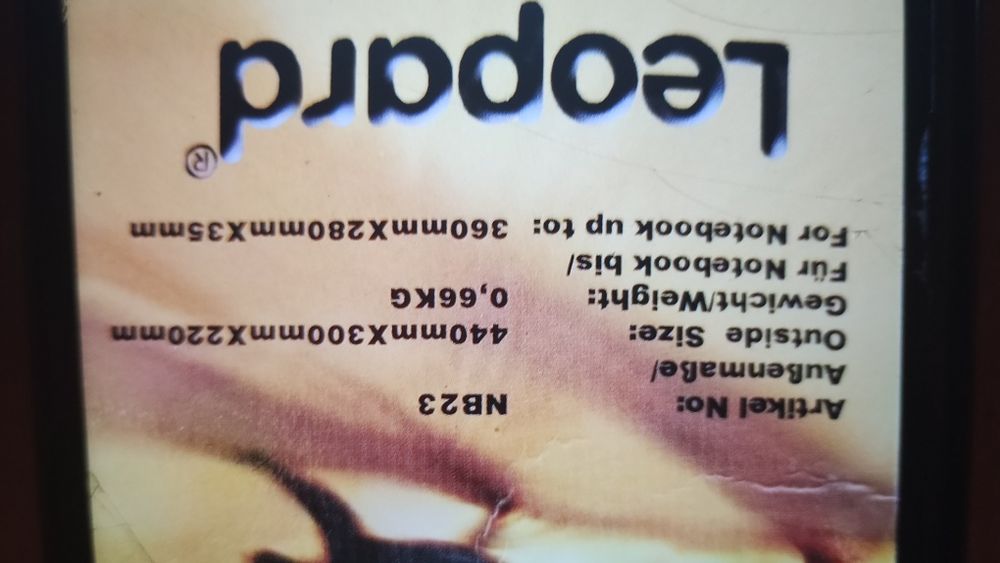 Artikel No: NB23
Außenmaße/
Outside Size: 440mmX300mmX220mm
Gewicht/Weight: 0,66KG
Für Notebook bis/
For Notebook up to: 360mmX280mmX35mm
Leopard®